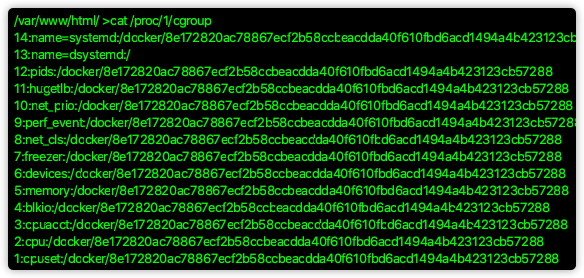 /var/www/html/ >cat /proc/1/cgroup
14:name=systemd:/docker/8e172820ac78867ecf2b58ccbeacdda40f610fbd6acd1494a4b423123cb
13:name=dsystemd:/
12:pids:/docker/8e172820ac78867ecf2b58ccbeacdda40f610fbd6acd1494a4b423123cb57288
11:hugetlb:/docker/8e172820ac78867ecf2b58ccbeacdda40f610fbd6acd1494a4b423123cb57288
10:net_prio:/docker/8e172820ac78867ecf2b58ccbeacdda40f610fbd6acd1494a4b423123cb57288
9:perf_event:/docker/8e172820ac78867ecf2b58ccbeacdda40f610fbd6acd1494a4b423123cb57288
8:net_cls:/docker/8e172820ac78867ecf2b58ccbeacdda40f610fbd6acd1494a4b423123cb57288
7:freezer:/docker/8e172820ac78867ecf2b58ccbeacdda40f610fbd6acd1494a4b423123cb57288
6:devices:/docker/8e172820ac78867ecf2b58ccbeacdda40f610fbd6acd1494a4b423123cb57288
5:memory:/docker/8e172820ac78867ecf2b58ccbeacdda40f610fbd6acd1494a4b423123cb57288
4:blkio:/docker/8e172820ac78867ecf2b58ccbeacdda40f610fbd6acd1494a4b423123cb57288
3:cpuacct:/docker/8e172820ac78867ecf2b58ccbeacdda40f610fbd6acd1494a4b423123cb57288
2:cpu:/docker/8e172820ac78867ecf2b58ccbeacdda40f610fbd6acd1494a4b423123cb57288
1:cpuset:/docker/8e172820ac78867ecf2b58ccbeacdda40f610fbd6acd1494a4b423123cb57288